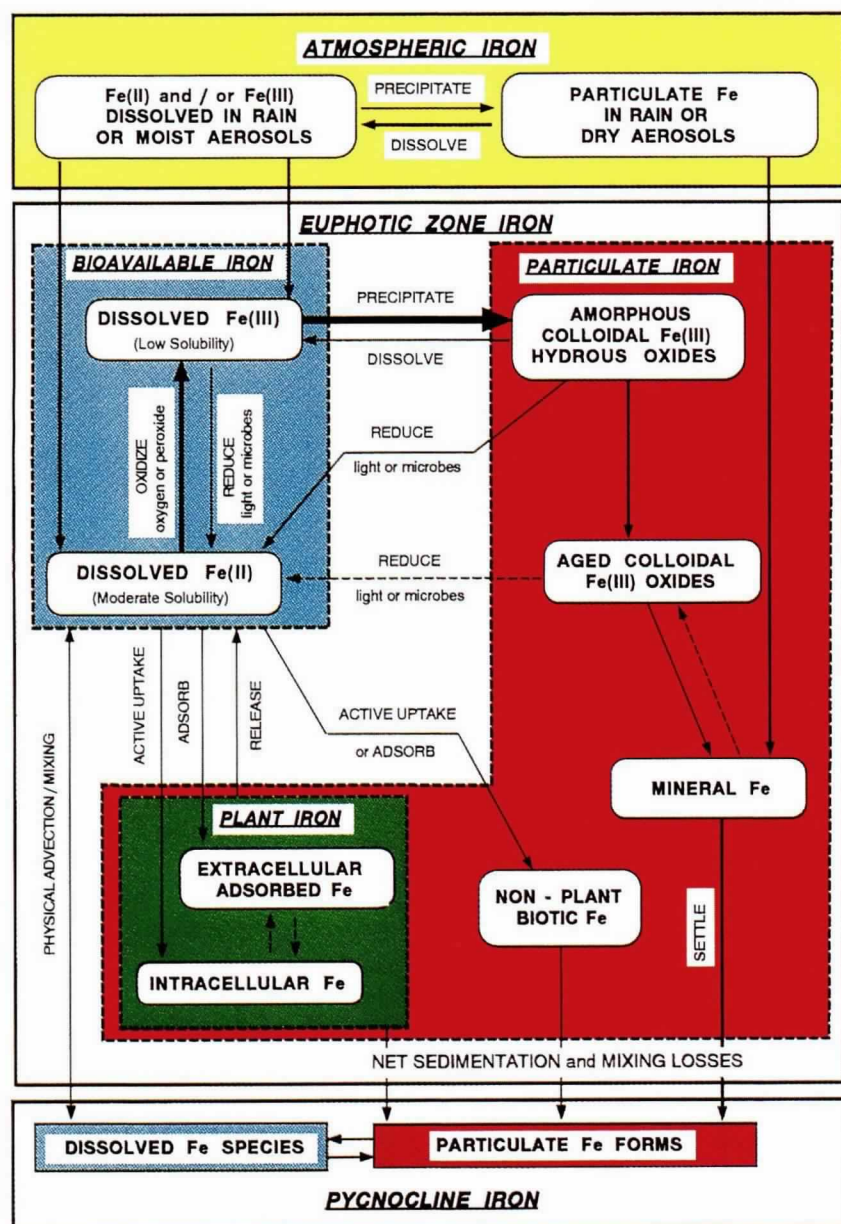 ATMOSPHERIC IRON
Fe(II) and / or Fe(III)
DISSOLVED IN RAIN
OR MOIST AEROSOLS
PRECIPITATE
DISSOLVE
PARTICULATE Fe
IN RAIN OR
DRY AEROSOLS
EUPHOTIC ZONE IRON
BIOAVAILABLE IRON
PARTICULATE IRON
DISSOLVED Fe(III)
(Low Solubility)
PRECIPITATE
DISSOLVE
AMORPHOUS
COLLOIDAL Fe(III)
HYDROUS OXIDES
OXIDIZE
oxygen or peroxide
REDUCE
light or microbes
REDUCE
light or microbes
DISSOLVED Fe(II)
(Moderate Solubility)
REDUCE
light or microbes
AGED COLLOIDAL
Fe(III) OXIDES
PHYSICAL ADVECTION / MIXING
ACTIVE UPTAKE
ADSORB
RELEASE
ACTIVE UPTAKE
or ADSORB
MINERAL Fe
PLANT IRON
EXTRACELLULAR
ADSORBED Fe
INTRACELLULAR Fe
NON - PLANT
BIOTIC Fe
SETTLE
NET SEDIMENTATION and MIXING LOSSES
DISSOLVED Fe SPECIES
PARTICULATE Fe FORMS
PYCNOCLINE IRON